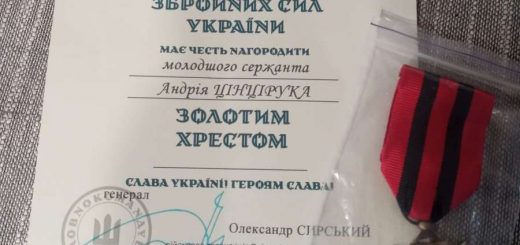 ЗБРОЙНИХ СИЛ
УКРАЇНИ
МАЄ ЧЕСТЬ НАГОРОДИТИ
молодшого сержанта
Андрія ЦІНЦІРУКА
ЗОЛОТИМ
ХРЕСТОМ
СЛАВА УКРАЇНІ! ГЕРОЯМ СЛАВА!
генерал
Олександр СИРСЬКИЙ